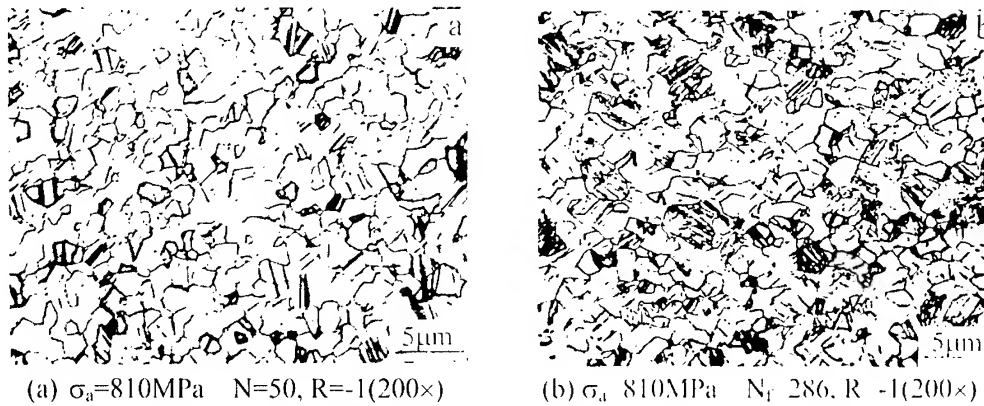 a
b
5μm
5μm
(a) σa=810MPa N=50, R=-1(200×)
(b) σa 810MPa Nf 286, R -1(200×)